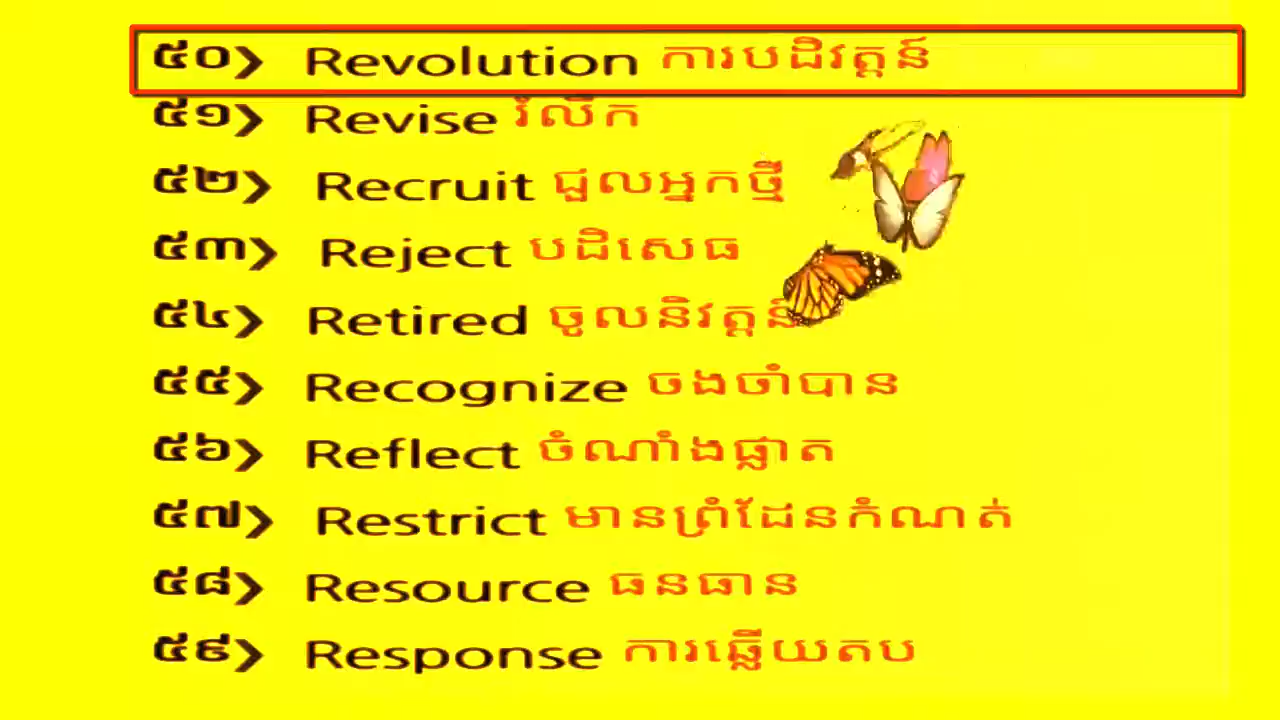 ៥០> Revolution ការបដិវត្តន៍
៥១> Revise រំលឹក
៥២> Recruit ជួលអ្នកថ្មី
៥៣> Reject បដិសេធ
៥៤> Retired ចូលនិវត្តន៍
៥៥> Recognize ចងចាំបាន
៥៦> Reflect ចំណាំងផ្លាត
៥៧> Restrict មានព្រំដែនកំណត់
៥៨> Resource ធនធាន
៥៩> Response ការឆ្លើយតប